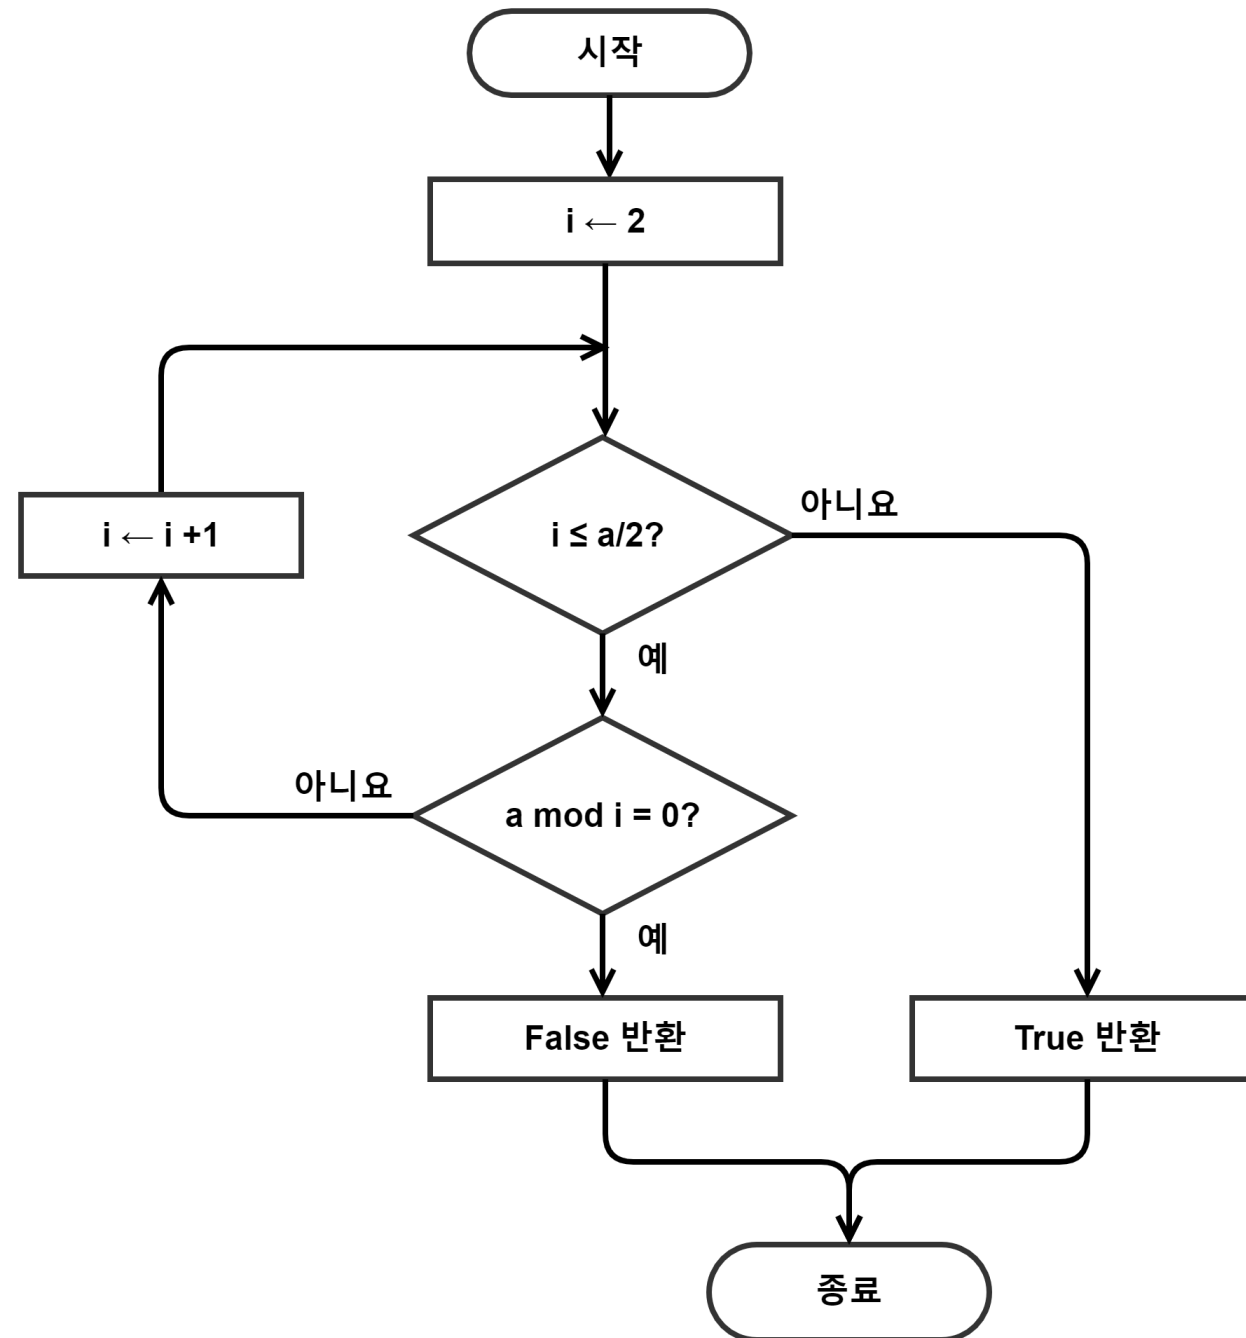 시작
i ← 2
i ← i +1
i ≤ a/2?
아니요
예
아니요
a mod i = 0?
예
False 반환
True 반환
종료